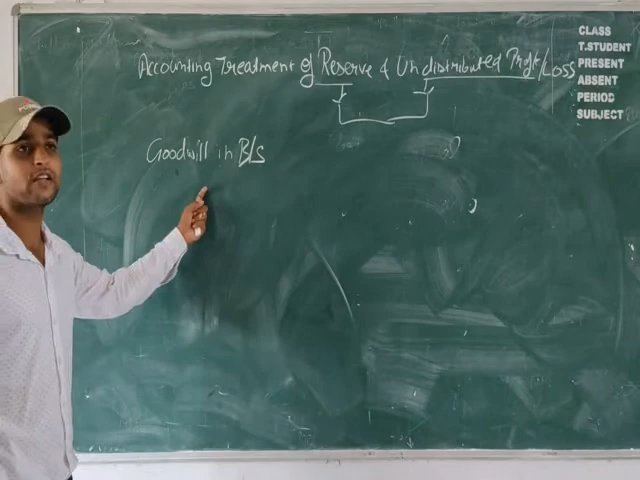 Accounting Treatment of Reserve & Undistributed Profit/Loss
Goodwill in B/s
CLASS
T.STUDENT
PRESENT
ABSENT
PERIOD
SUBJECT